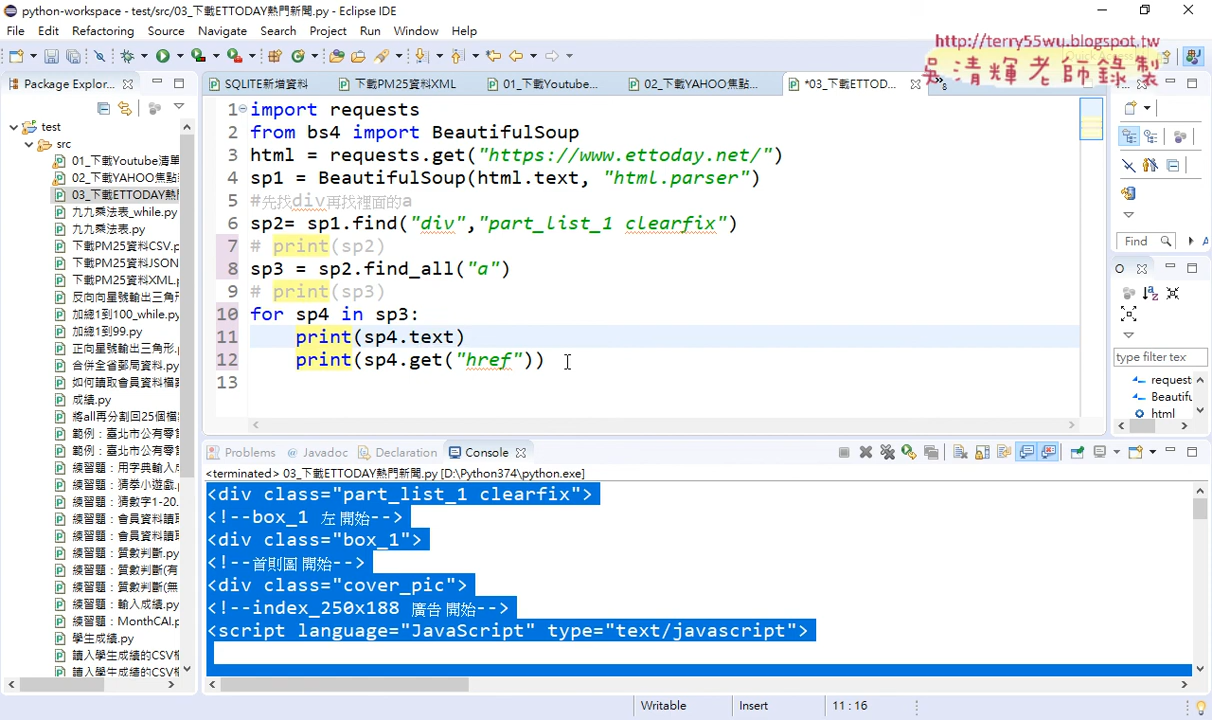 python-workspace - test/src/03_下載ETTODAY熱門新聞.py - Eclipse IDE
File Edit Refactoring Source Navigate Search Project Run Window Help
http://terry55wu.blogspot.tw
吳清輝老師錄製
Package Explor...
SQLITE新增資料
下載PM25資料XML
01_下載Youtube...
02_下載YAHOO焦點...
*03_下載ETTOD...
test
src
01_下載Youtube清單
02_下載YAHOO焦點
03_下載ETTODAY熱門
九九乘法表_while.py
九九乘法表.py
下載PM25資料CSV.p
下載PM25資料JSON
下載PM25資料XML.
反向向星號輸出三角形
加總1到100_while.py
加總1到99.py
正向星號輸出三角形.
合併全省郵局資料.py
如何讀取會員資料檔案
成績.py
將all再分割回25個檔
範例：臺北市公有零售
範例：臺北市公有零售
練習題：用字典輸入成
練習題：猜拳小遊戲.
練習題：猜數字1-20.
練習題：會員資料讀取
練習題：會員資料讀取
練習題：質數判斷.py
練習題：質數判斷(有
練習題：質數判斷(無
練習題：輸入成績.py
練習題：MonthCAI.p
學生成績.py
讀入學生成績的CSV檔
讀入學生成績的CSV檔
1 import requests
2 from bs4 import BeautifulSoup
3 html = requests.get("https://www.ettoday.net/")
4 sp1 = BeautifulSoup(html.text, "html.parser")
5 #先找div再找裡面的a
6 sp2= sp1.find("div","part_list_1 clearfix")
7 # print(sp2)
8 sp3 = sp2.find_all("a")
9 # print(sp3)
10 for sp4 in sp3:
11 print(sp4.text)
12 print(sp4.get("href"))
13
Find
type filter tex
request
Beautifu
html
Problems Javadoc Declaration Console
<terminated> 03_下載ETTODAY熱門新聞.py [D:\Python374\python.exe]
<div class="part_list_1 clearfix">
<!--box_1 左 開始-->
<div class="box_1">
<!--首則圖 開始-->
<div class="cover_pic">
<!--index_250x188 廣告 開始-->
<script language="JavaScript" type="text/javascript">
Writable Insert 11 : 16